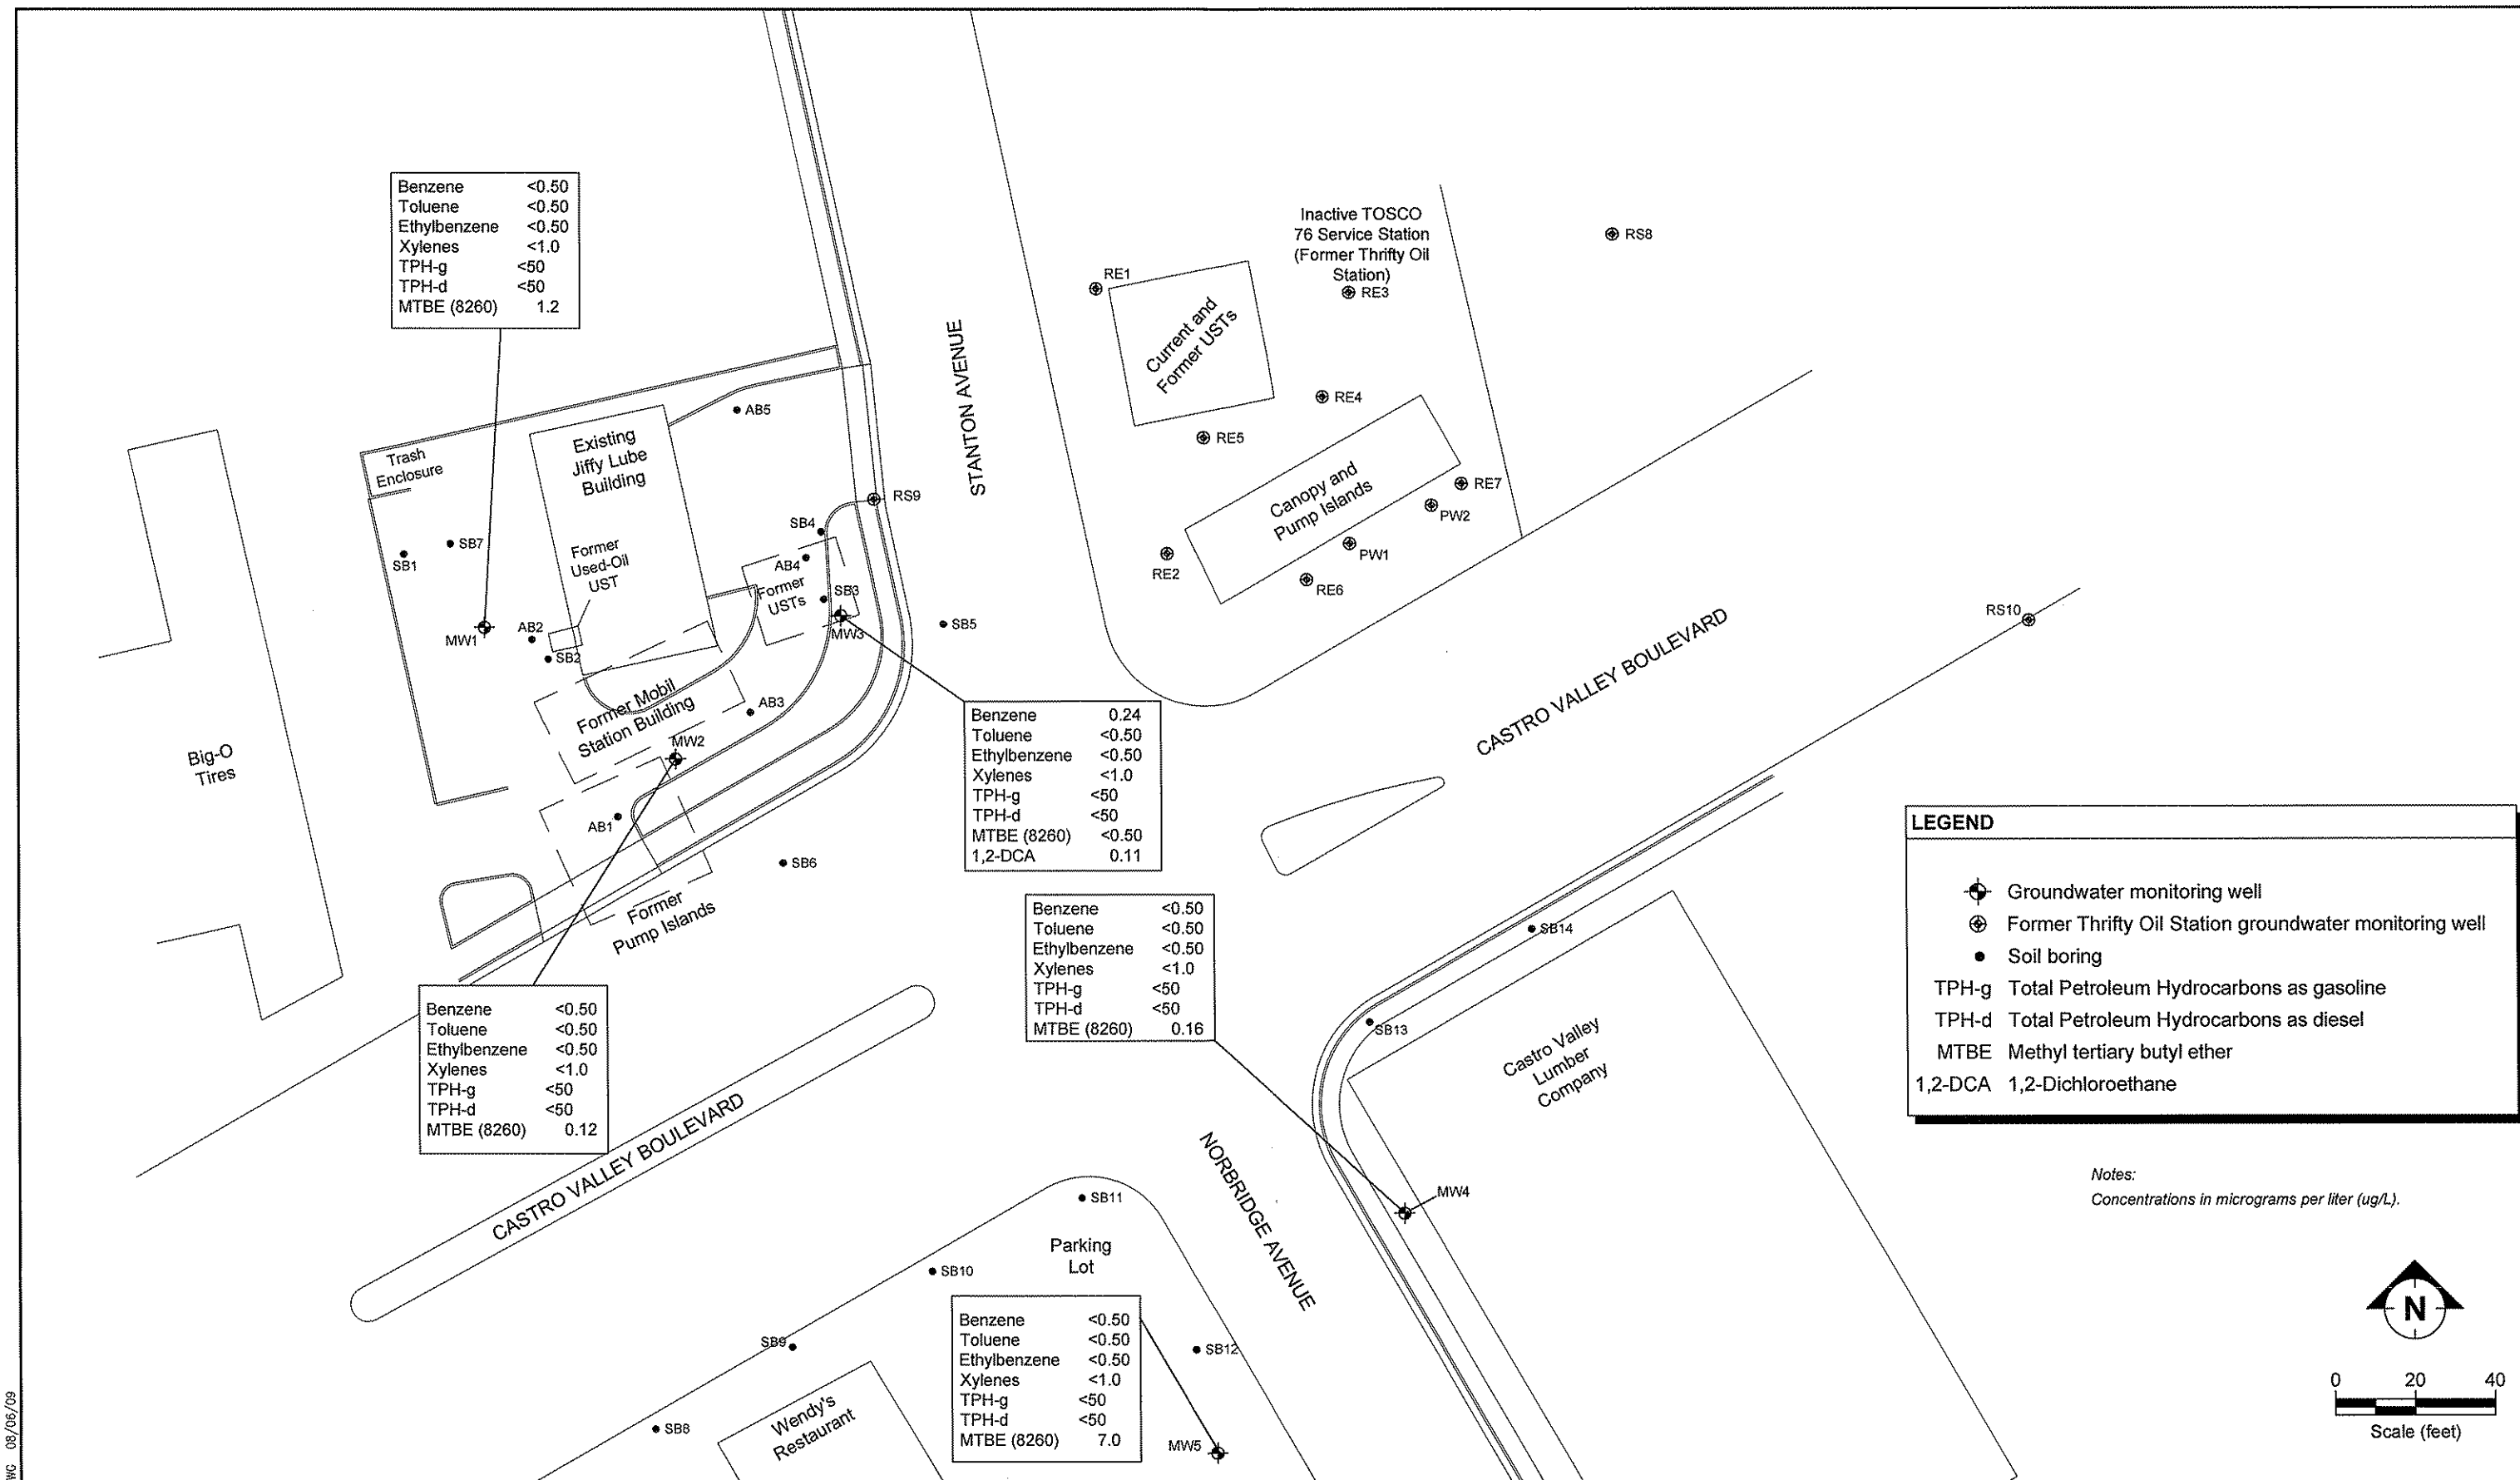 Benzene <0.50
Toluene <0.50
Ethylbenzene <0.50
Xylenes <1.0
TPH-g <50
TPH-d <50
MTBE (8260) 1.2
Inactive TOSCO
76 Service Station
(Former Thrifty Oil
Station)
RS8
RE1
RE3
Current and
Former USTs
STANTON AVENUE
RE4
RE5
AB5
Existing
Jiffy Lube
Building
Trash
Enclosure
RS9
Canopy and
Pump Islands
RE7
PW2
PW1
RE2
RE6
SB4
SB7
SB1
Former
Used-Oil
UST
AB4
Former
USTs
SB3
MW3
SB5
MW1
AB2
SB2
RS10
CASTRO VALLEY BOULEVARD
Former Mobil
Station Building
AB3
MW2
Big-O
Tires
Benzene 0.24
Toluene <0.50
Ethylbenzene <0.50
Xylenes <1.0
TPH-g <50
TPH-d <50
MTBE (8260) <0.50
1,2-DCA 0.11
AB1
SB6
Former
Pump Islands
LEGEND
Groundwater monitoring well
Former Thrifty Oil Station groundwater monitoring well
Soil boring
TPH-g Total Petroleum Hydrocarbons as gasoline
TPH-d Total Petroleum Hydrocarbons as diesel
MTBE Methyl tertiary butyl ether
1,2-DCA 1,2-Dichloroethane
Benzene <0.50
Toluene <0.50
Ethylbenzene <0.50
Xylenes <1.0
TPH-g <50
TPH-d <50
MTBE (8260) 0.16
SB14
SB13
Castro Valley
Lumber
Company
Benzene <0.50
Toluene <0.50
Ethylbenzene <0.50
Xylenes <1.0
TPH-g <50
TPH-d <50
MTBE (8260) 0.12
CASTRO VALLEY BOULEVARD
NORBRIDGE AVENUE
MW4
SB11
Parking
Lot
SB10
Notes:
Concentrations in micrograms per liter (ug/L).
N
0 20 40
Scale (feet)
Benzene <0.50
Toluene <0.50
Ethylbenzene <0.50
Xylenes <1.0
TPH-g <50
TPH-d <50
MTBE (8260) 7.0
SB12
MW5
SB9
SB8
Wendy's
Restaurant
08/06/09